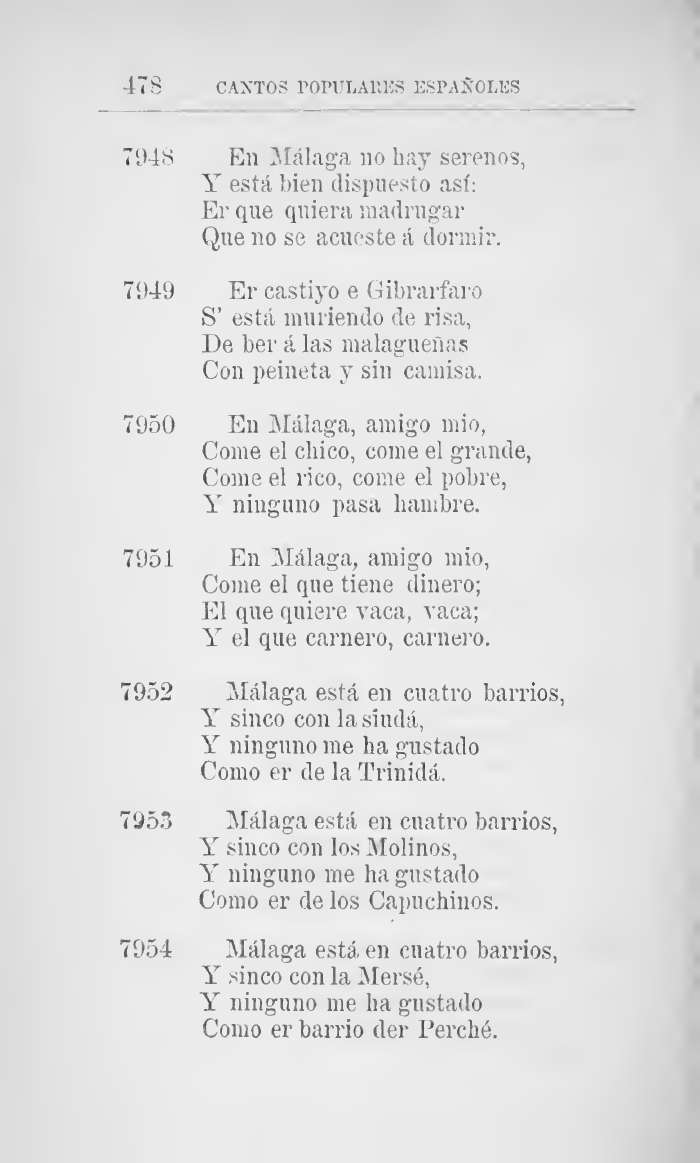 478 CANTOS POPULARES ESPAÑOLES
7948 En Málaga no hay serenos,
Y está bien dispuesto así:
Er que quiera madrugar
Que no se acueste á dormir.
7949 Er castiyo e Gibrarfaro
S' está muriendo de risa,
De ber á las malagueñas
Con peineta y sin camisa.
7950 En Málaga, amigo mio,
Come el chico, come el grande,
Come el rico, come el pobre,
Y ninguno pasa hambre.
7951 En Málaga, amigo mio,
Come el que tiene dinero;
El que quiere vaca, vaca;
Y el que carnero, carnero.
7952 Málaga está en cuatro barrios,
Y sinco con la siudá,
Y ninguno me ha gustado
Como er de la Trinidá.
7953 Málaga está en cuatro barrios,
Y sinco con los Molinos,
Y ninguno me ha gustado
Como er de los Capuchinos.
7954 Málaga está en cuatro barrios,
Y sinco con la Mersé,
Y ninguno me ha gustado
Como er barrio der Perché.